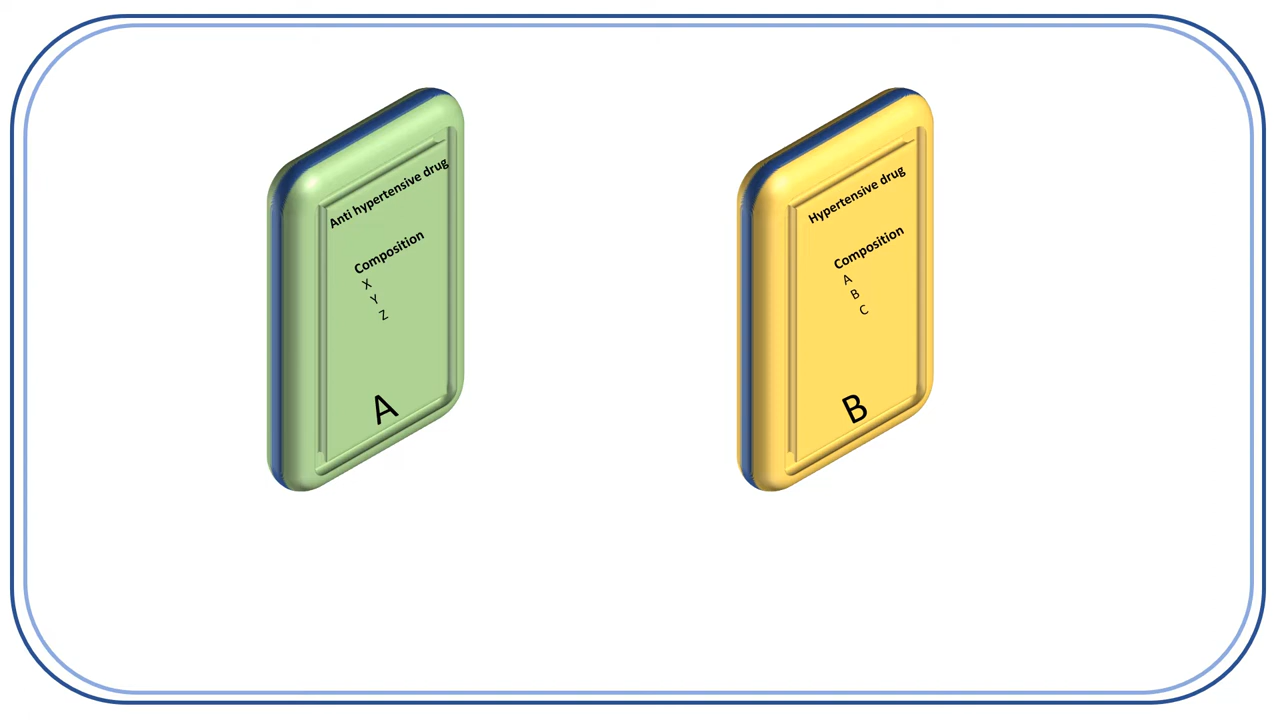 Anti hypertensive drug
Composition
X
Y
Z
A
Hypertensive drug
Composition
A
B
C
B